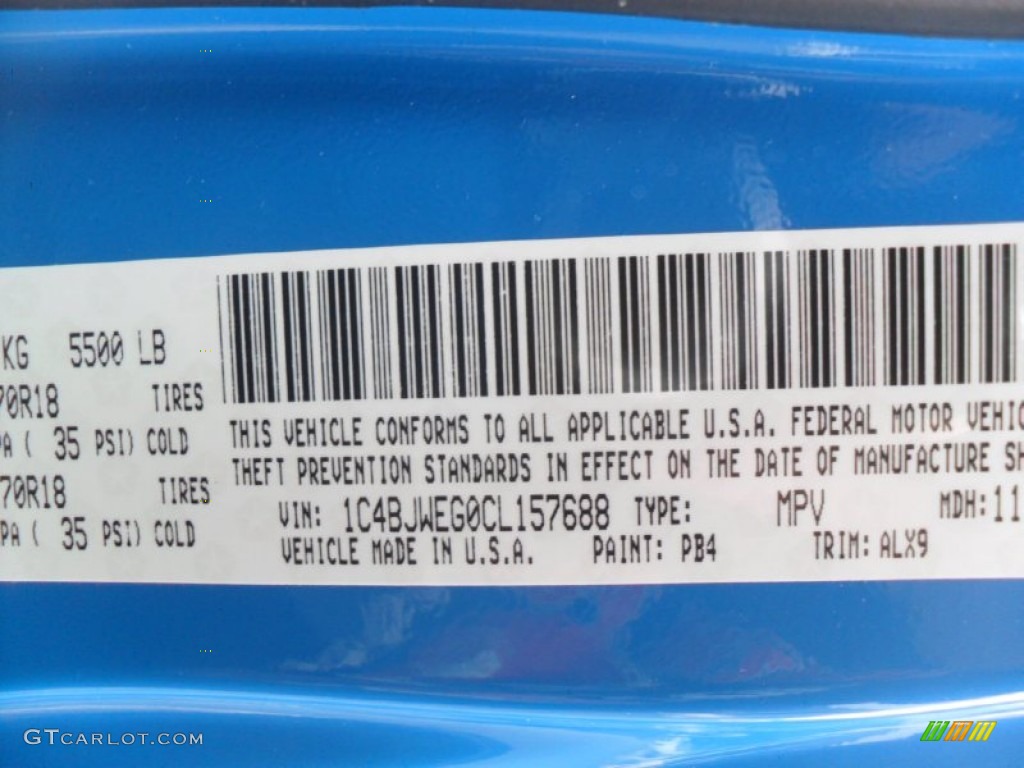 KG 5500 LB
70R18 TIRES
PA ( 35 PSI) COLD
70R18 TIRES
PA ( 35 PSI) COLD
THIS VEHICLE CONFORMS TO ALL APPLICABLE U.S.A. FEDERAL MOTOR VEHIC
THEFT PREVENTION STANDARDS IN EFFECT ON THE DATE OF MANUFACTURE SH
VIN: 1C4BJWEG0CL157688 TYPE: MPV MDH: 11
VEHICLE MADE IN U.S.A. PAINT: PB4 TRIM: ALX9
GTCARLOT.COM